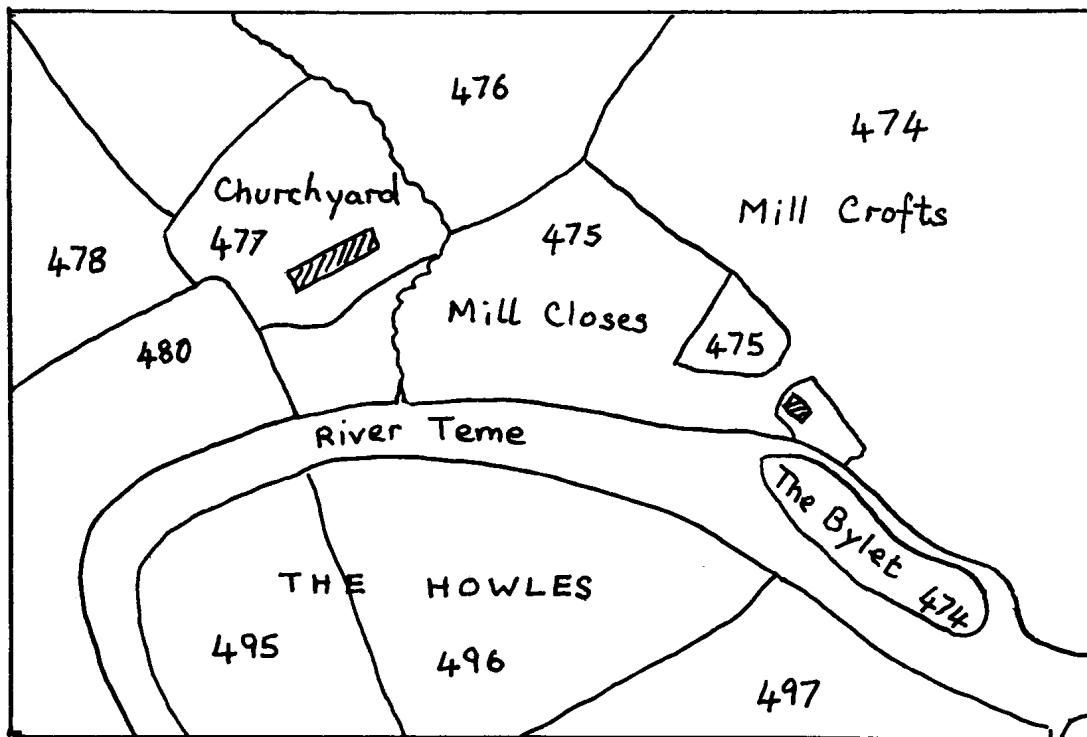 476
474
Churchyard
Mill Crofts
477
475
478
Mill Closes
475
480
River Teme
The Bylet
474
THE HOWLES
495
496
497